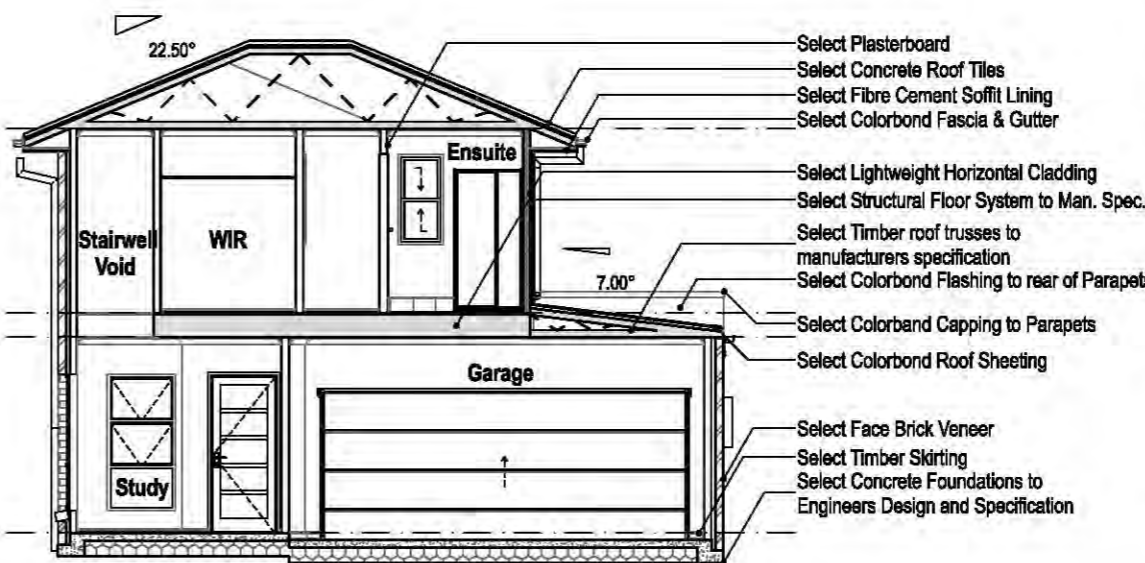 22.50°
Select Plasterboard
Select Concrete Roof Tiles
Select Fibre Cement Soffit Lining
Select Colorbond Fascia & Gutter
Ensuite
Select Lightweight Horizontal Cladding
Select Structural Floor System to Man. Spec.
Stairwell
Void
WIR
Select Timber roof trusses to
manufacturers specification
7.00°
Select Colorbond Flashing to rear of Parapets
Select Colorband Capping to Parapets
Select Colorbond Roof Sheeting
Garage
Study
Select Face Brick Veneer
Select Timber Skirting
Select Concrete Foundations to
Engineers Design and Specification